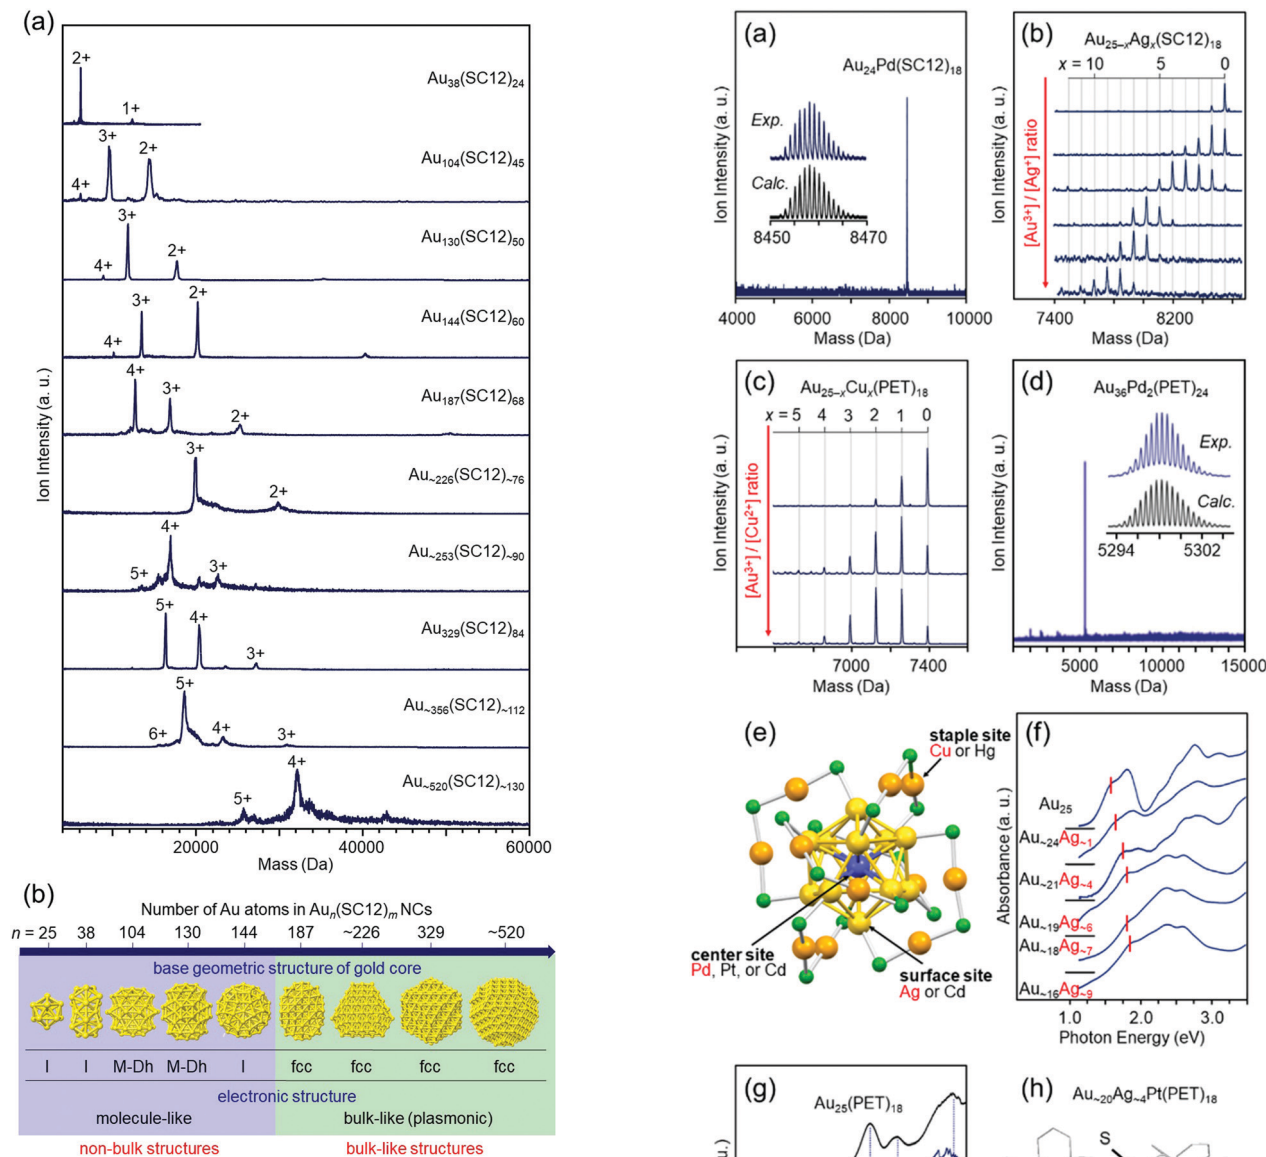 (a)
2+
1+
Au38(SC12)24
3+
2+
4+
Au104(SC12)45
3+
2+
4+
Au130(SC12)50
3+
2+
4+
Au144(SC12)60
4+
3+
2+
Au187(SC12)68
3+
2+
Au~226(SC12)~76
4+
5+
3+
Au~253(SC12)~90
5+
4+
3+
Au329(SC12)84
5+
6+
4+
3+
Au~356(SC12)~112
4+
5+
Au~520(SC12)~130
Ion Intensity (a. u.)
20000 40000 60000
Mass (Da)
(b)
Number of Au atoms in Aun(SC12)m NCs
n = 25 38 104 130 144 187 ~226 329 ~520
base geometric structure of gold core
I I M-Dh M-Dh I fcc fcc fcc fcc
electronic structure
molecule-like bulk-like (plasmonic)
non-bulk structures bulk-like structures
(a)
Au24Pd(SC12)18
Exp.
Calc.
8450 8470
Ion Intensity (a. u.)
4000 6000 8000 10000
Mass (Da)
(b)
Au25–xAgx(SC12)18
x = 10 5 0
Ion Intensity (a. u.)
[Au3+] / [Ag+] ratio
7400 8200
Mass (Da)
(c)
Au25–xCux(PET)18
x = 5 4 3 2 1 0
Ion Intensity (a. u.)
[Au3+] / [Cu2+] ratio
7000 7400
Mass (Da)
(d)
Au36Pd2(PET)24
Exp.
Calc.
5294 5302
Ion Intensity (a. u.)
5000 10000 15000
Mass (Da)
(e)
staple site
Cu or Hg
center site
Pd, Pt, or Cd
surface site
Ag or Cd
(f)
Au25
Au~24Ag~1
Au~21Ag~4
Au~19Ag~6
Au~18Ag~7
Au~16Ag~9
Absorbance (a. u.)
1.0 2.0 3.0
Photon Energy (eV)
(g)
Au25(PET)18
u.)
(h)
Au~20Ag~4Pt(PET)18
S